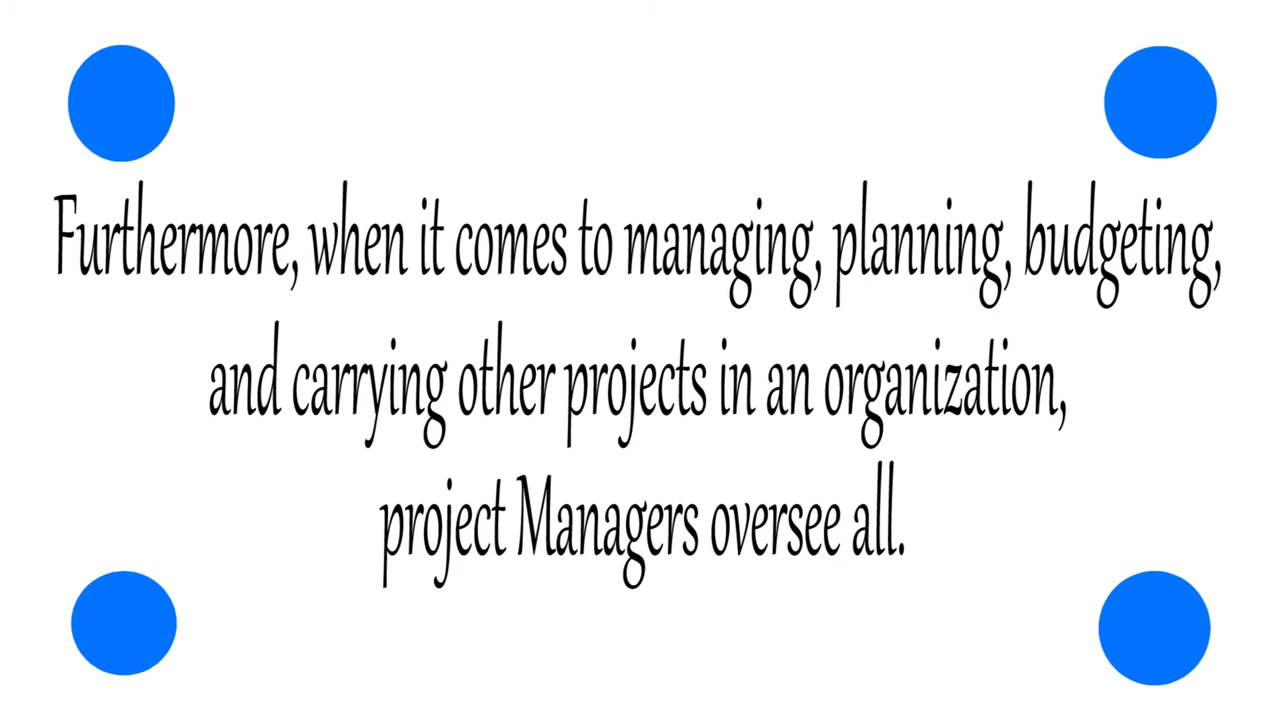 Furthermore, when it comes to managing, planning, budgeting,
and carrying other projects in an organization,
project Managers oversee all.